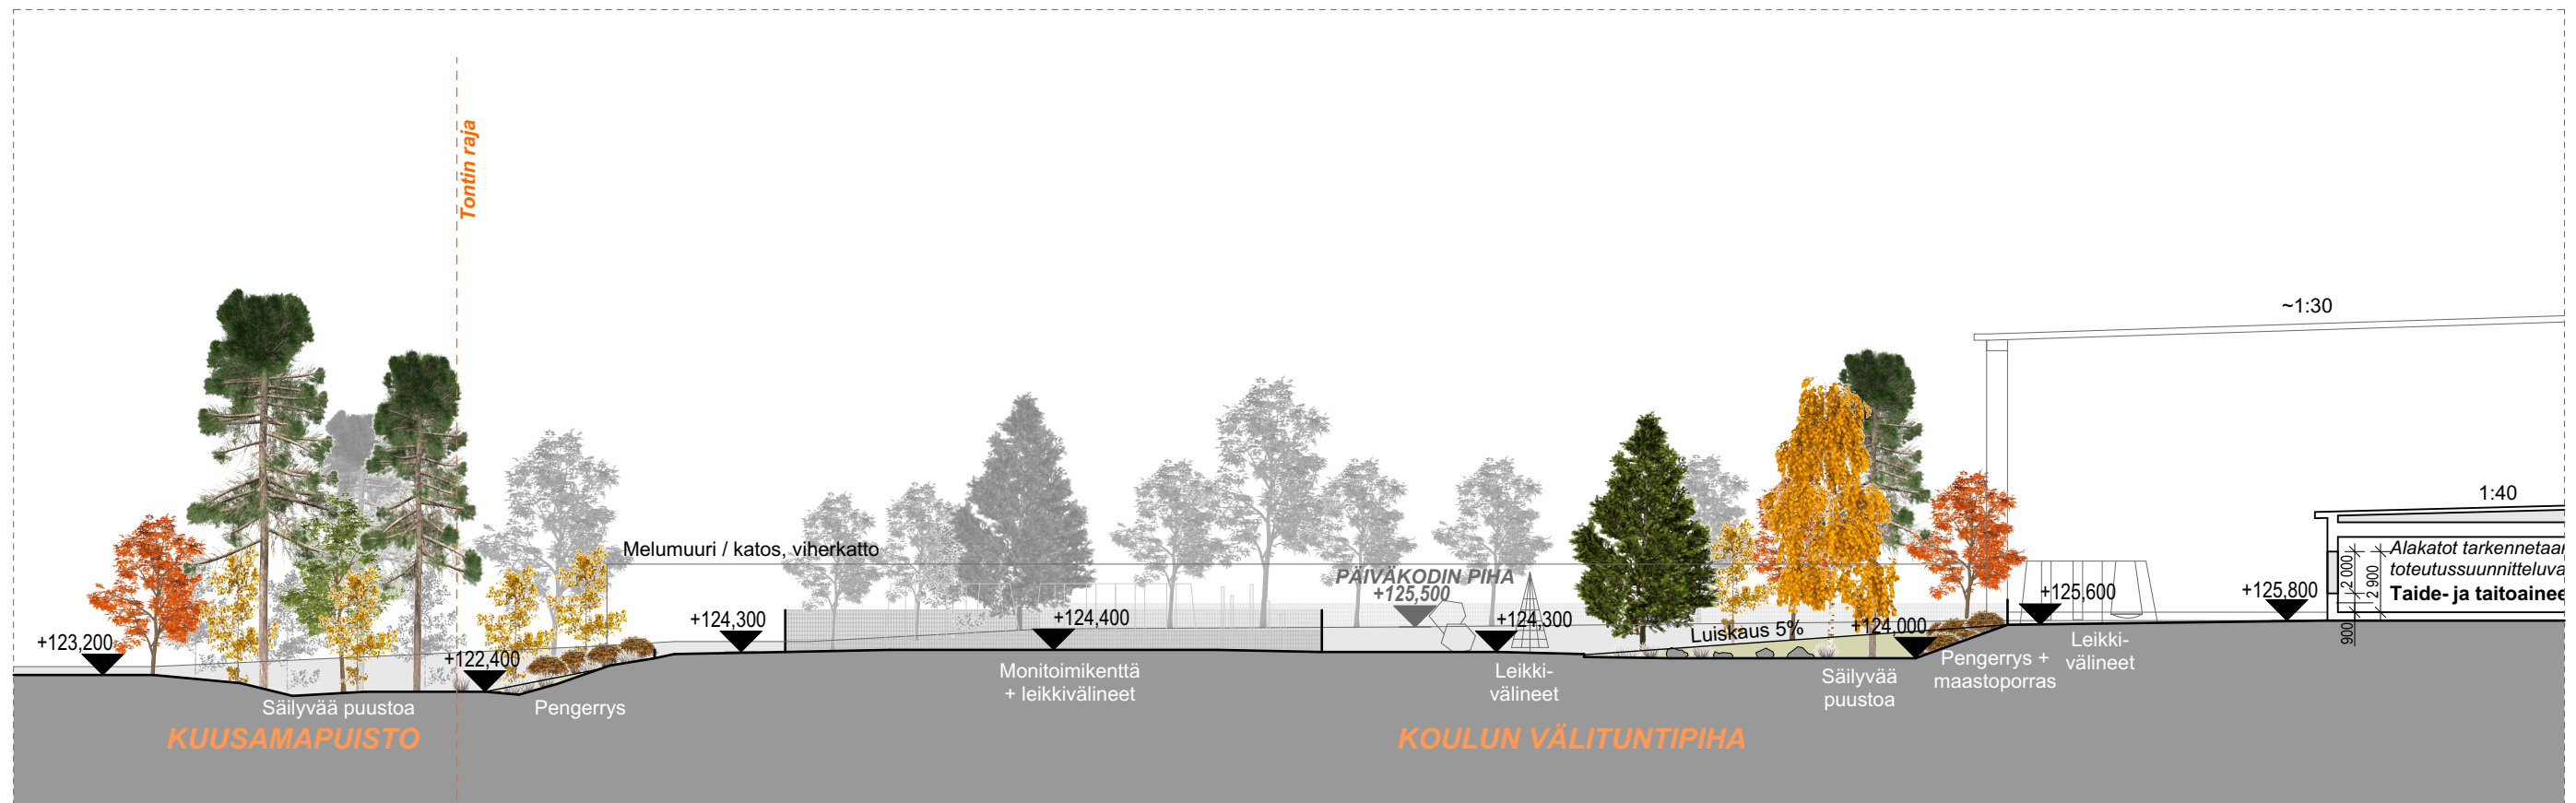 Tontin raja
~1:30
1:40
Melumuuri / katos, viherkatto
PÄIVÄKODIN PIHA
+125,500
Alakatot tarkennetaan
toteutussuunnitteluva
Taide- ja taitoainee
2 000
2 900
900
+123,200
+122,400
+124,300
+124,400
+124,300
Luiskaus 5%
+124,000
+125,600
+125,800
Säilyvää puustoa
Pengerrys
Monitoimikenttä
+ leikkivälineet
Leikki-
välineet
Säilyvää
puustoa
Pengerrys +
maastoporras
Leikki-
välineet
KUUSAMAPUISTO
KOULUN VÄLITUNTIPIHA